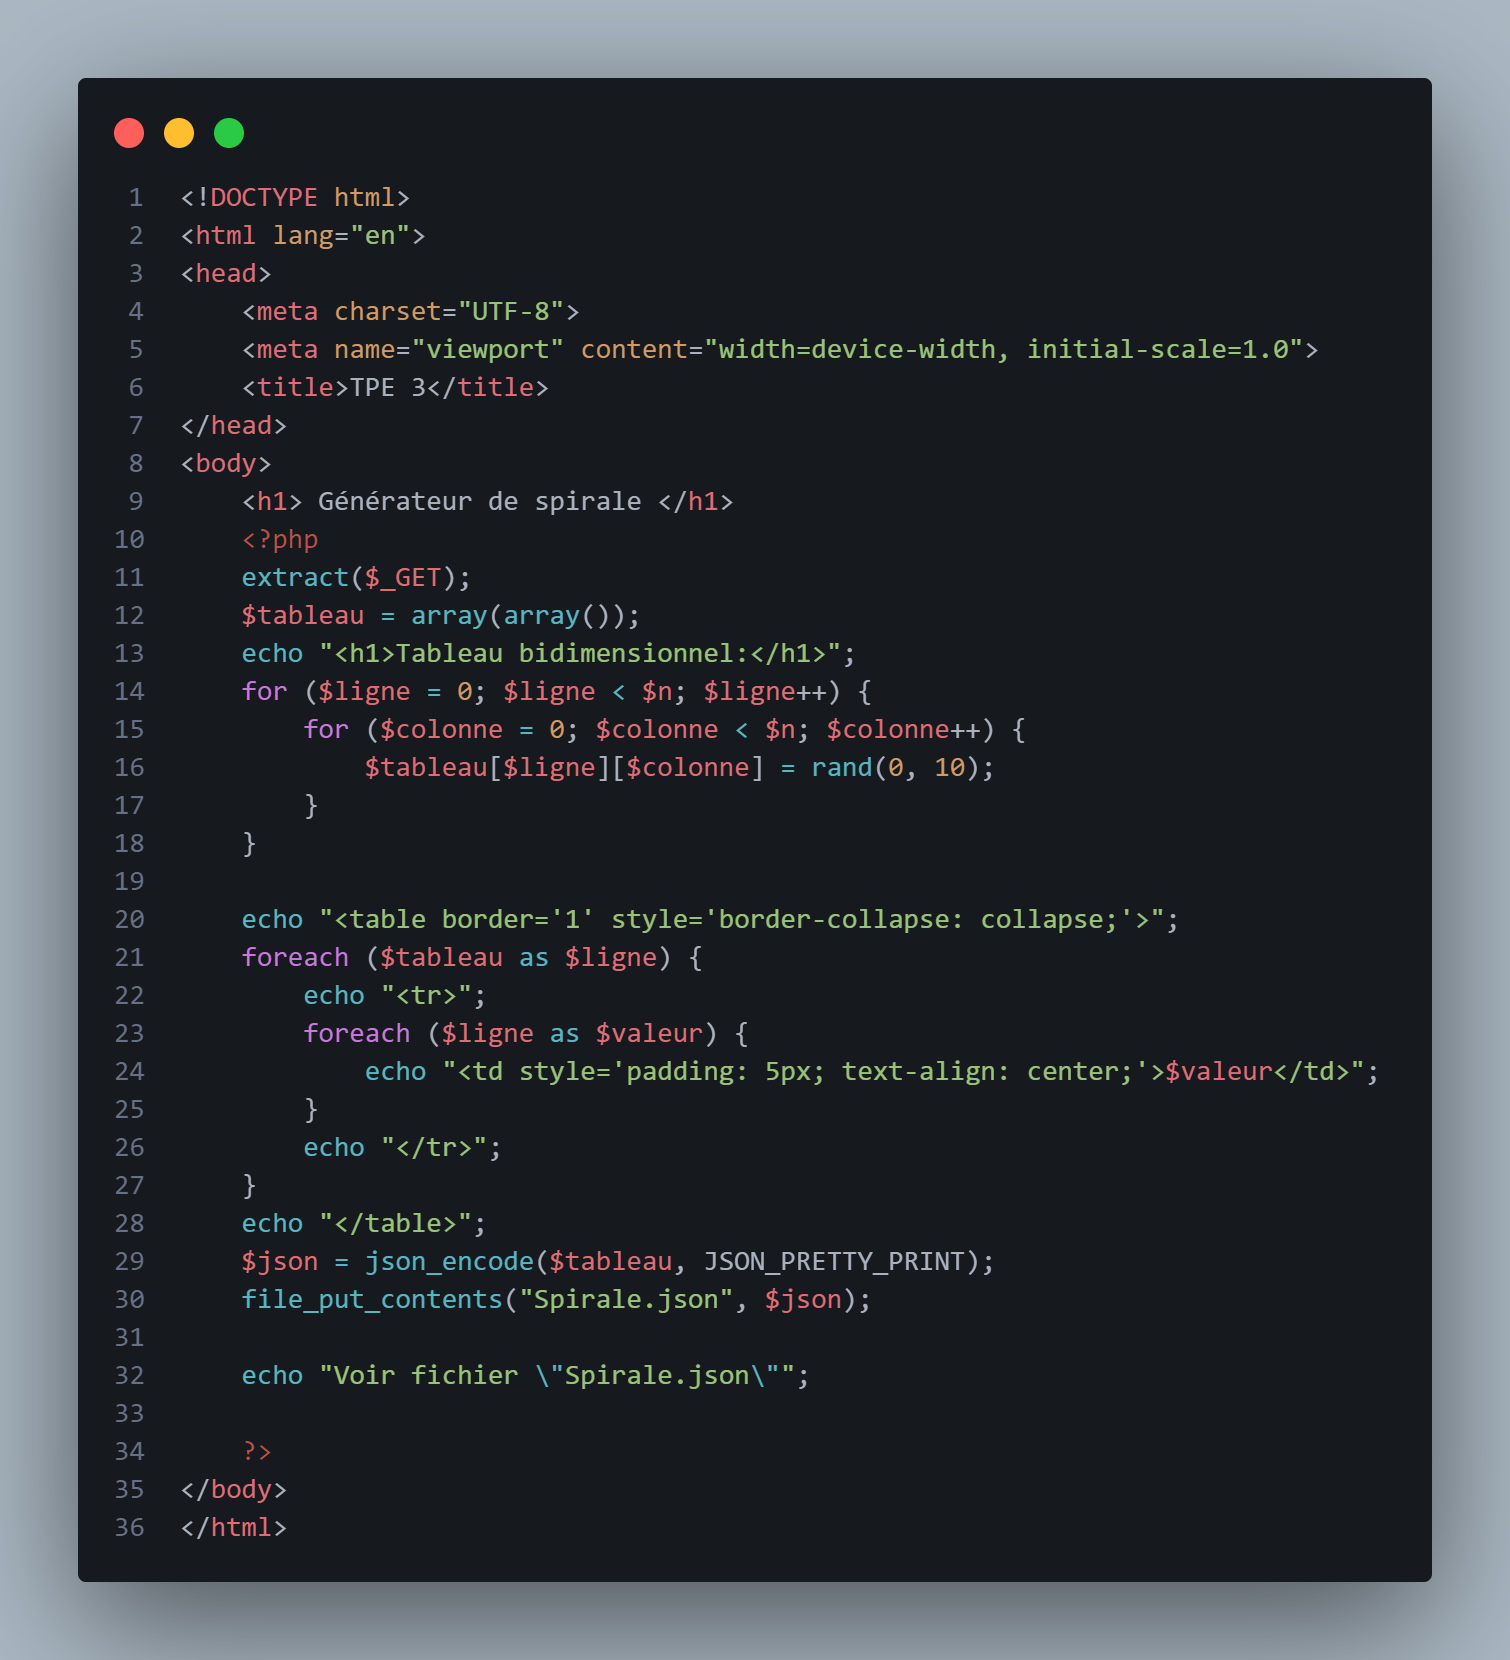 1 <!DOCTYPE html>
2 <html lang="en">
3 <head>
4     <meta charset="UTF-8">
5     <meta name="viewport" content="width=device-width, initial-scale=1.0">
6     <title>TPE 3</title>
7 </head>
8 <body>
9     <h1> Générateur de spirale </h1>
10     <?php
11     extract($_GET);
12     $tableau = array(array());
13     echo "<h1>Tableau bidimensionnel:</h1>";
14     for ($ligne = 0; $ligne < $n; $ligne++) {
15         for ($colonne = 0; $colonne < $n; $colonne++) {
16             $tableau[$ligne][$colonne] = rand(0, 10);
17         }
18     }
19
20     echo "<table border='1' style='border-collapse: collapse;'>";
21     foreach ($tableau as $ligne) {
22         echo "<tr>";
23         foreach ($ligne as $valeur) {
24             echo "<td style='padding: 5px; text-align: center;'>$valeur</td>";
25         }
26         echo "</tr>";
27     }
28     echo "</table>";
29     $json = json_encode($tableau, JSON_PRETTY_PRINT);
30     file_put_contents("Spirale.json", $json);
31
32     echo "Voir fichier \"Spirale.json\"";
33
34     ?>
35 </body>
36 </html>